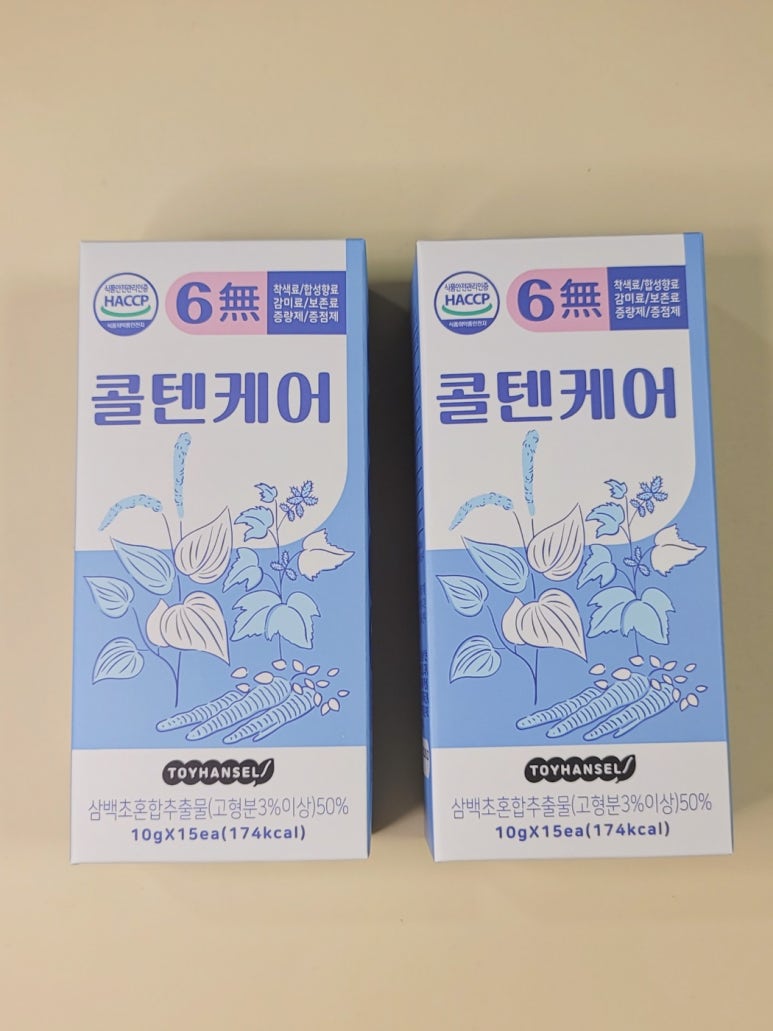 식품안전관리인증
HACCP
식품의약품안전처
6無
착색료/합성향료
감미료/보존료
증량제/증점제
콜텐케어
TOYHANSEL
삼백초혼합추출물(고형분3%이상)50%
10gX15ea(174kcal)
식품안전관리인증
HACCP
식품의약품안전처
6無
착색료/합성향료
감미료/보존료
증량제/증점제
콜텐케어
TOYHANSEL
삼백초혼합추출물(고형분3%이상)50%
10gX15ea(174kcal)